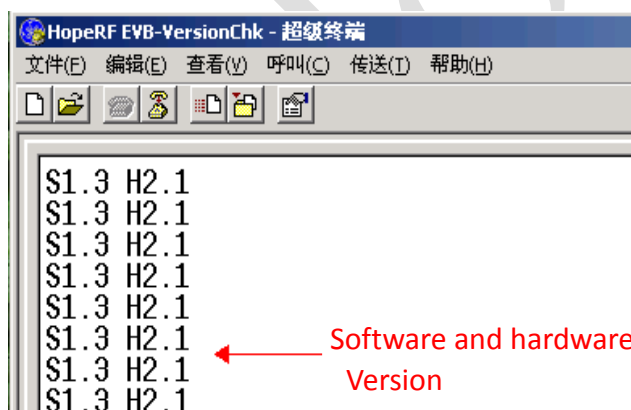 HopeRF EVB-VersionChk - 超级终端
文件(F) 编辑(E) 查看(V) 呼叫(C) 传送(T) 帮助(H)
S1.3 H2.1
S1.3 H2.1
S1.3 H2.1
S1.3 H2.1
S1.3 H2.1
S1.3 H2.1
S1.3 H2.1
S1.3 H2.1
Software and hardware
Version